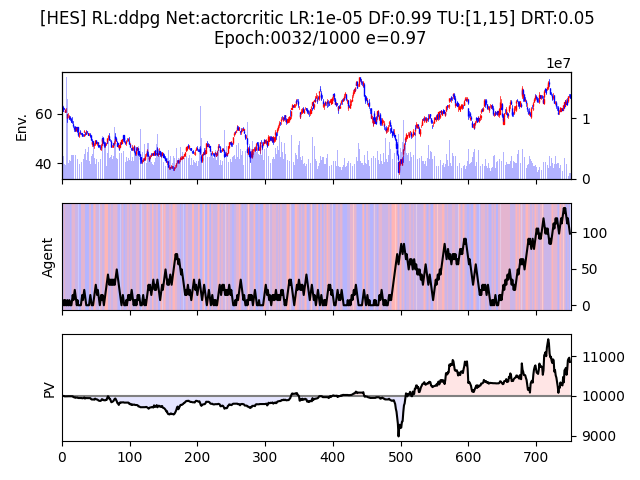 [HES] RL:ddpg Net:actorcritic LR:1e-05 DF:0.99 TU:[1,15] DRT:0.05
Epoch:0032/1000 e=0.97
1e7
Env.
60
40
1
0
Agent
100
50
0
PV
11000
10000
9000
0 100 200 300 400 500 600 700